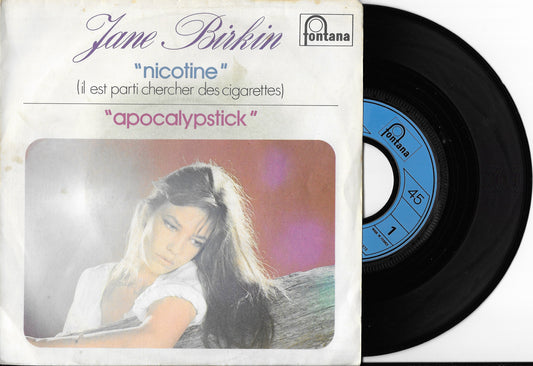 Jane Birkin
fontana
"nicotine"
(il est parti chercher des cigarettes)
"apocalypstick"
fontana
45
1